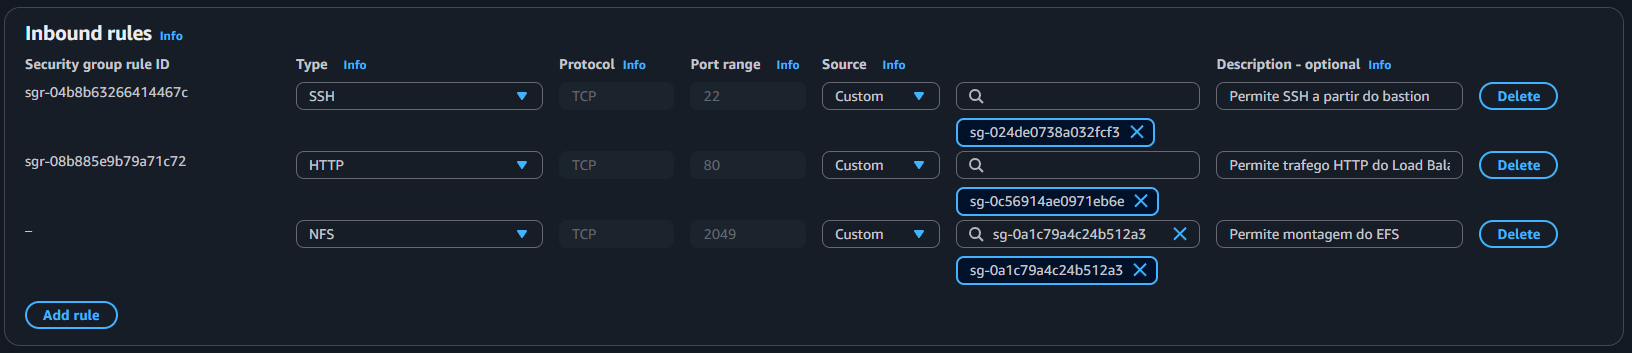 Inbound rules Info
Security group rule ID Type Info Protocol Info Port range Info Source Info Description - optional Info
sgr-04b8b63266414467c SSH TCP 22 Custom Permite SSH a partir do bastion Delete
sg-024de0738a032fcf3
sgr-08b885e9b79a71c72 HTTP TCP 80 Custom Permite trafego HTTP do Load Bala Delete
sg-0c56914ae0971eb6e
– NFS TCP 2049 Custom sg-0a1c79a4c24b512a3 Permite montagem do EFS Delete
sg-0a1c79a4c24b512a3
Add rule